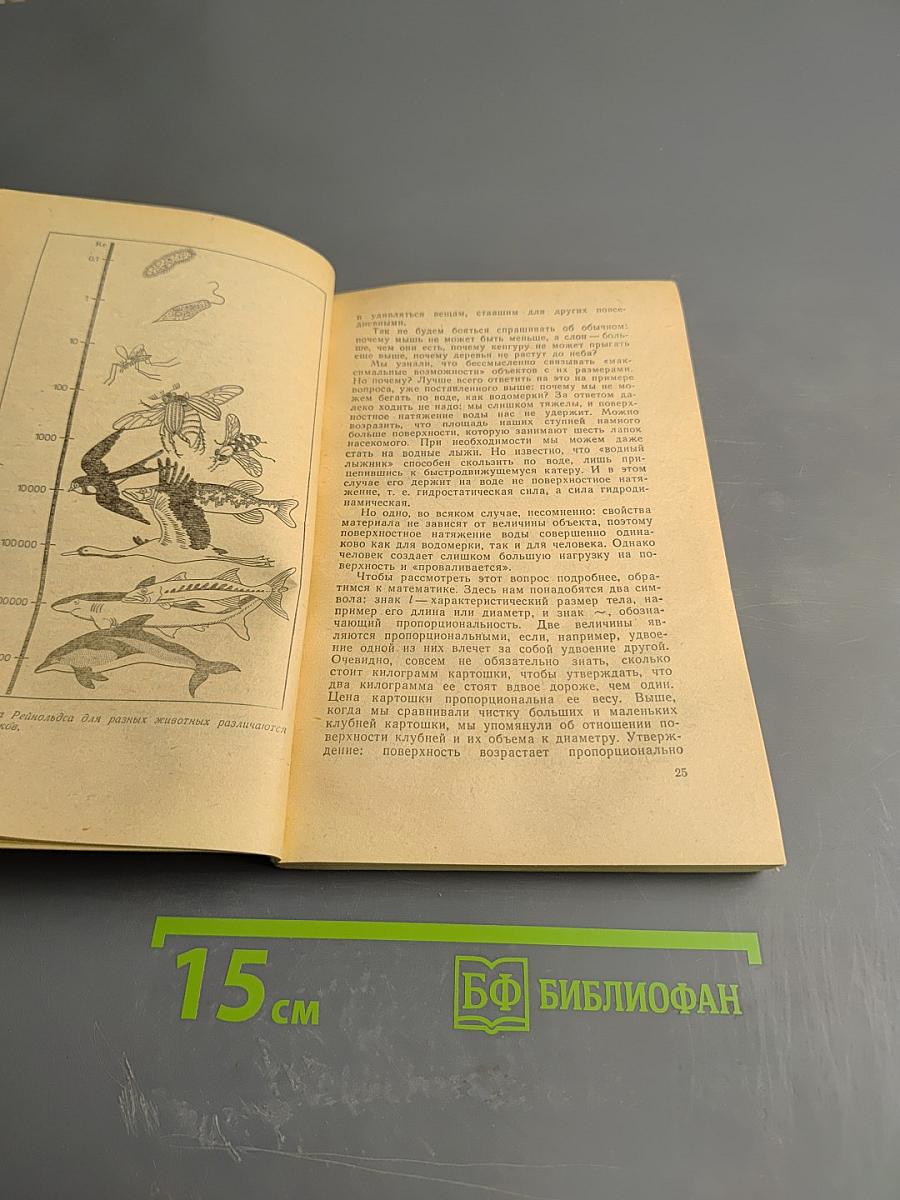 Re
0,1
1
10
100
1000
10 000
100 000
Рейнольдса для разных животных различаются
и удивляться вещам, ставшим для других повсе-
дневными.
Так не будем бояться спрашивать об обычном:
почему мышь не может быть меньше, а слон — боль-
ше, чем они есть, почему кенгуру не может прыгать
еще выше, почему деревья не растут до неба?
Мы узнали, что бессмысленно связывать «мак-
симальные возможности» объектов с их размерами.
Но почему? Лучше всего ответить на это на примере
вопроса, уже поставленного выше: почему мы не мо-
жем бегать по воде, как водомерки? За ответом да-
леко ходить не надо: мы слишком тяжелы, и поверх-
ностное натяжение воды нас не удержит. Можно
возразить, что площадь наших ступней намного
больше поверхности, которую занимают шесть лапок
насекомого. При необходимости мы можем даже
стать на водные лыжи. Но известно, что «водный
лыжник» способен скользить по воде, лишь при-
цепившись к быстродвижущемуся катеру. И в этом
случае его держит на воде не поверхностное натя-
жение, т. е. гидростатическая сила, а сила гидроди-
намическая.
Но одно, во всяком случае, несомненно: свойства
материала не зависят от величины объекта, поэтому
поверхностное натяжение воды совершенно одина-
ково как для водомерки, так и для человека. Однако
человек создает слишком большую нагрузку на по-
верхность и «проваливается».
Чтобы рассмотреть этот вопрос подробнее, обра-
тимся к математике. Здесь нам понадобятся два сим-
вола: знак l — характеристический размер тела, на-
пример его длина или диаметр, и знак ~, обозна-
чающий пропорциональность. Две величины яв-
ляются пропорциональными, если, например, удвое-
ние одной из них влечет за собой удвоение другой.
Очевидно, совсем не обязательно знать, сколько
стоит килограмм картошки, чтобы утверждать, что
два килограмма ее стоят вдвое дороже, чем один.
Цена картошки пропорциональна ее весу. Выше,
когда мы сравнивали чистку больших и маленьких
клубней картошки, мы упомянули об отношении по-
верхности клубней и их объема к диаметру. Утверж-
дение: поверхность возрастает пропорционально
25
15 см
БФ БИБЛИОФАН